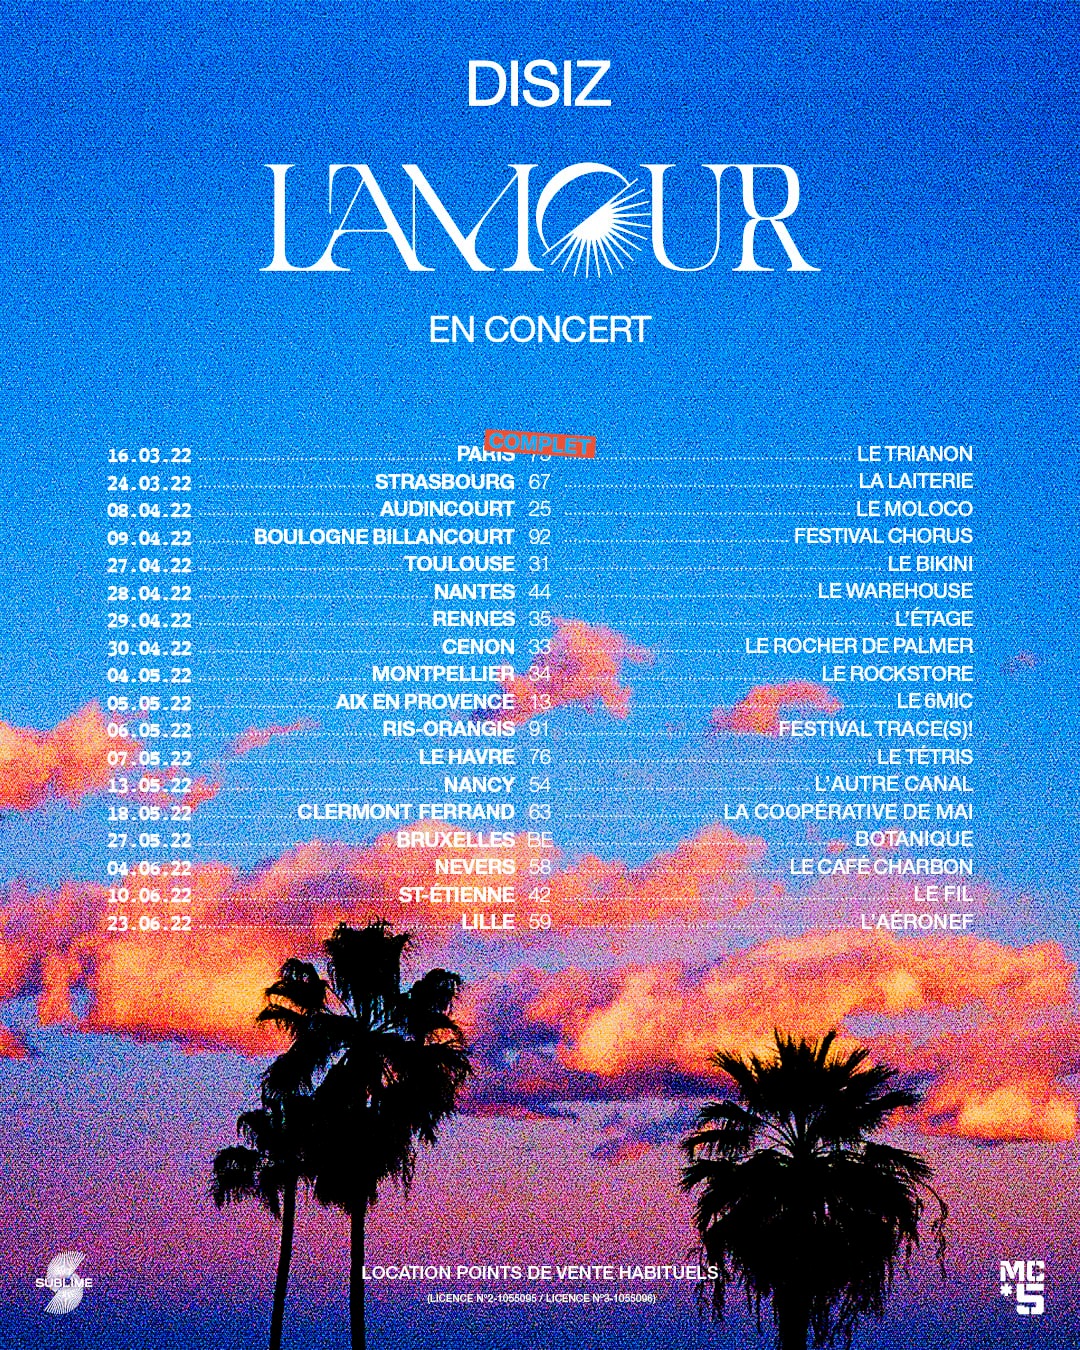 DISIZ
L'AMOUR
EN CONCERT
COMPLET
16.03.22 PARIS 75 LE TRIANON
24.03.22 STRASBOURG 67 LA LAITERIE
08.04.22 AUDINCOURT 25 LE MOLOCO
09.04.22 BOULOGNE BILLANCOURT 92 FESTIVAL CHORUS
27.04.22 TOULOUSE 31 LE BIKINI
28.04.22 NANTES 44 LE WAREHOUSE
29.04.22 RENNES 35 L'ÉTAGE
30.04.22 CENON 33 LE ROCHER DE PALMER
04.05.22 MONTPELLIER 34 LE ROCKSTORE
05.05.22 AIX EN PROVENCE 13 LE 6MIC
06.05.22 RIS-ORANGIS 91 FESTIVAL TRACE(S)!
07.05.22 LE HAVRE 76 LE TÉTRIS
13.05.22 NANCY 54 L'AUTRE CANAL
18.05.22 CLERMONT FERRAND 63 LA COOPÉRATIVE DE MAI
27.05.22 BRUXELLES BE BOTANIQUE
04.06.22 NEVERS 58 LE CAFÉ CHARBON
10.06.22 ST-ÉTIENNE 42 LE FIL
23.06.22 LILLE 59 L'AÉRONEF
SUBLIME
LOCATION POINTS DE VENTE HABITUELS
(LICENCE N°2-1055095 / LICENCE N°3-1055096)
MC*5